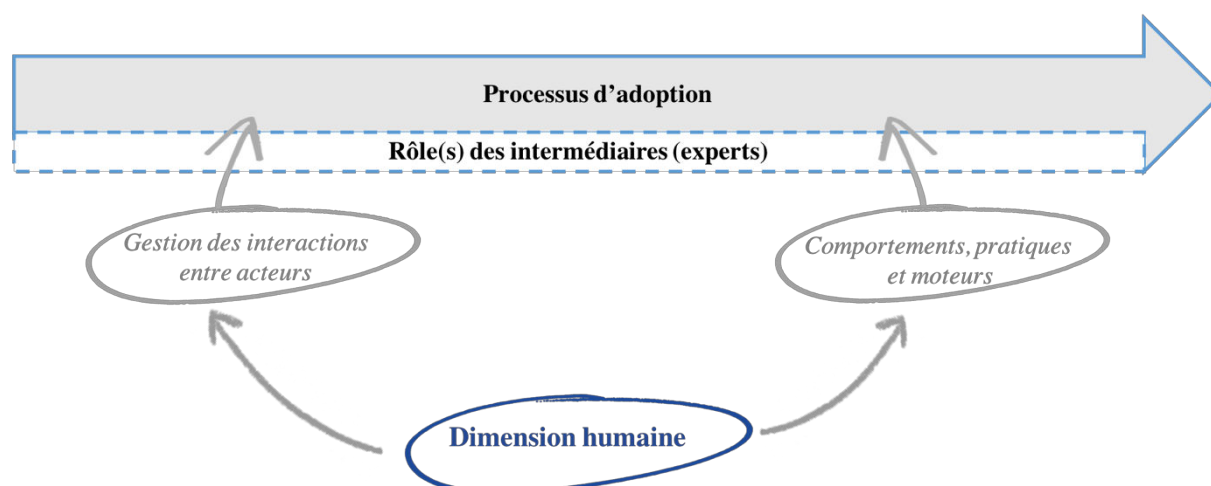 Processus d’adoption
Rôle(s) des intermédiaires (experts)
Gestion des interactions
entre acteurs
Comportements, pratiques
et moteurs
Dimension humaine